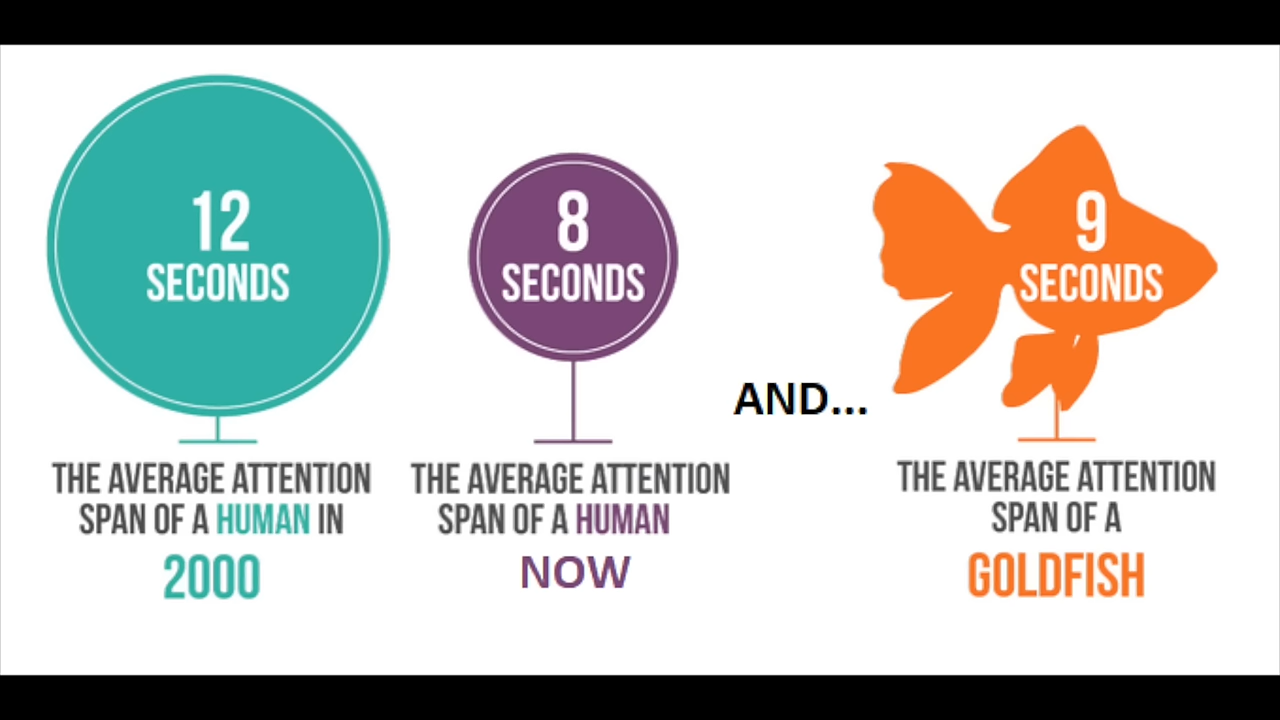 12
SECONDS
THE AVERAGE ATTENTION
SPAN OF A HUMAN IN
2000
8
SECONDS
THE AVERAGE ATTENTION
SPAN OF A HUMAN
NOW
AND...
9
SECONDS
THE AVERAGE ATTENTION
SPAN OF A
GOLDFISH